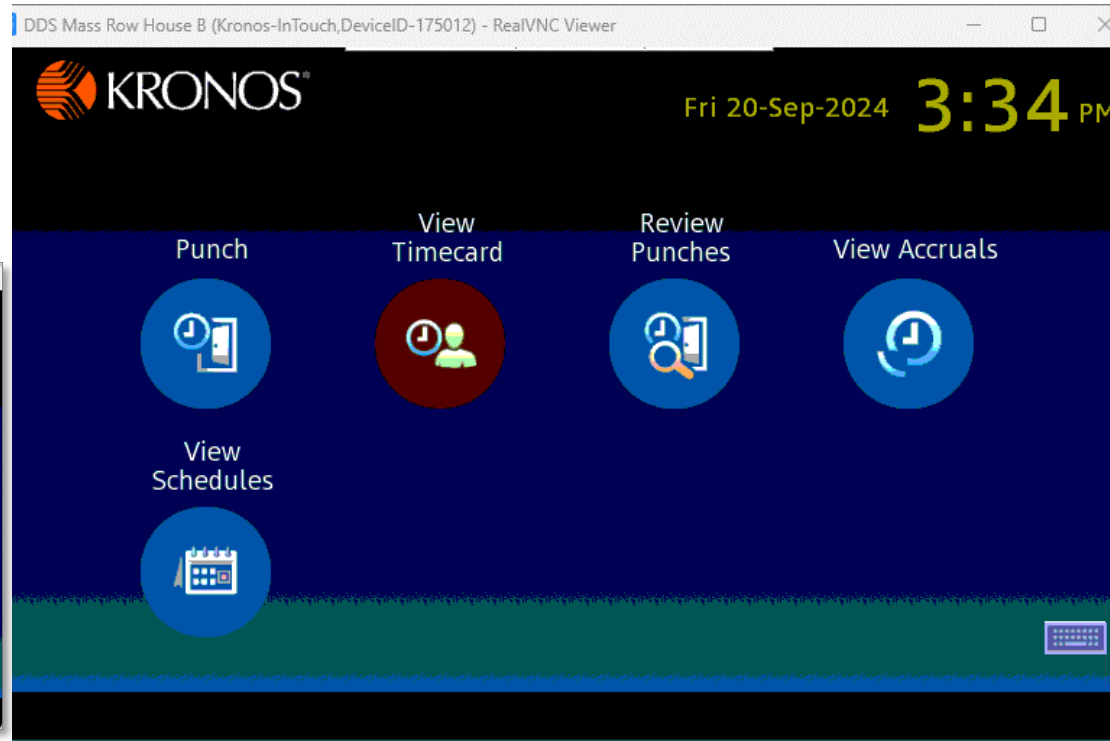 DDS Mass Row House B (Kronos-InTouch,DeviceID-175012) - RealVNC Viewer
KRONOS
Fri 20-Sep-2024 3:34 PM
Punch
View
Timecard
Review
Punches
View Accruals
View
Schedules